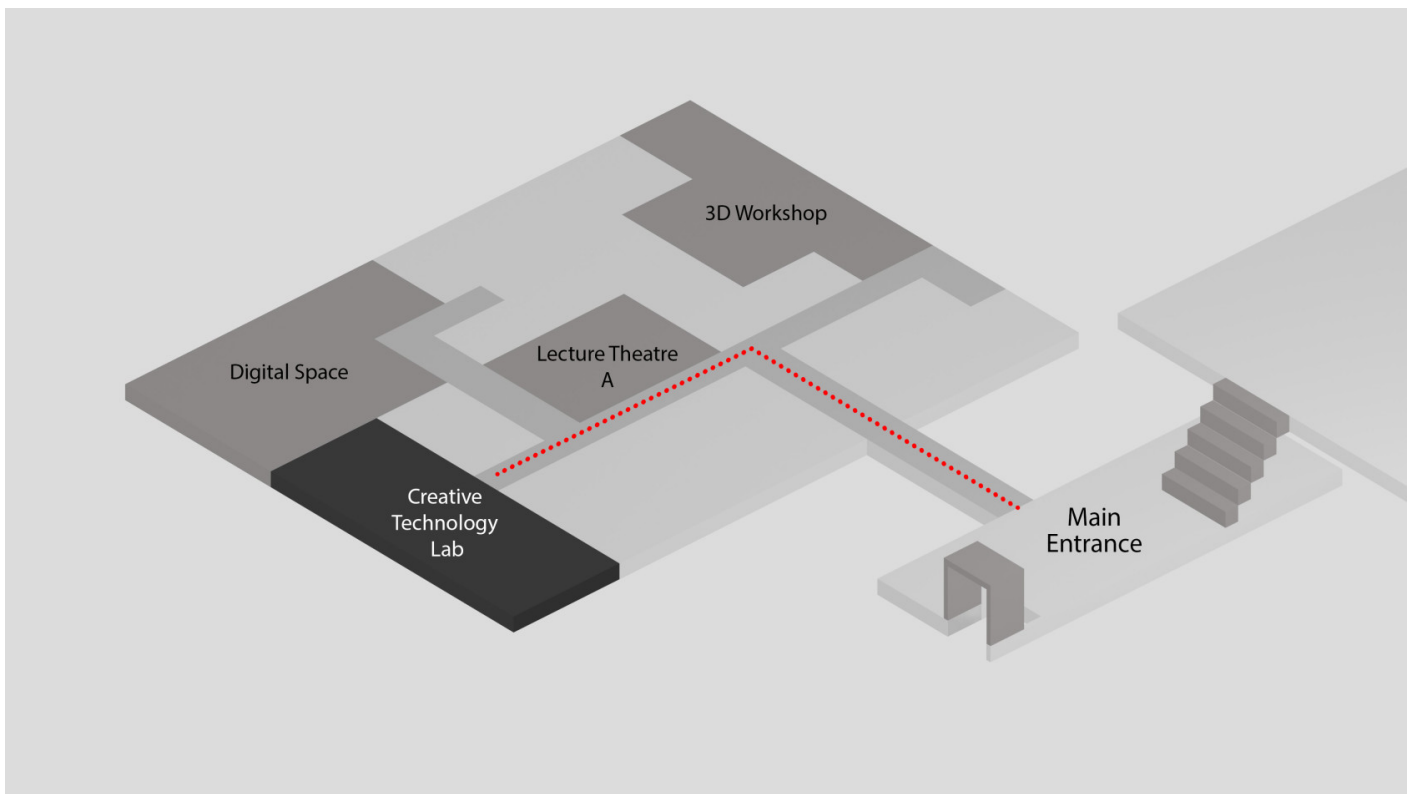 3D Workshop
Lecture Theatre
A
Digital Space
Creative
Technology
Lab
Main
Entrance